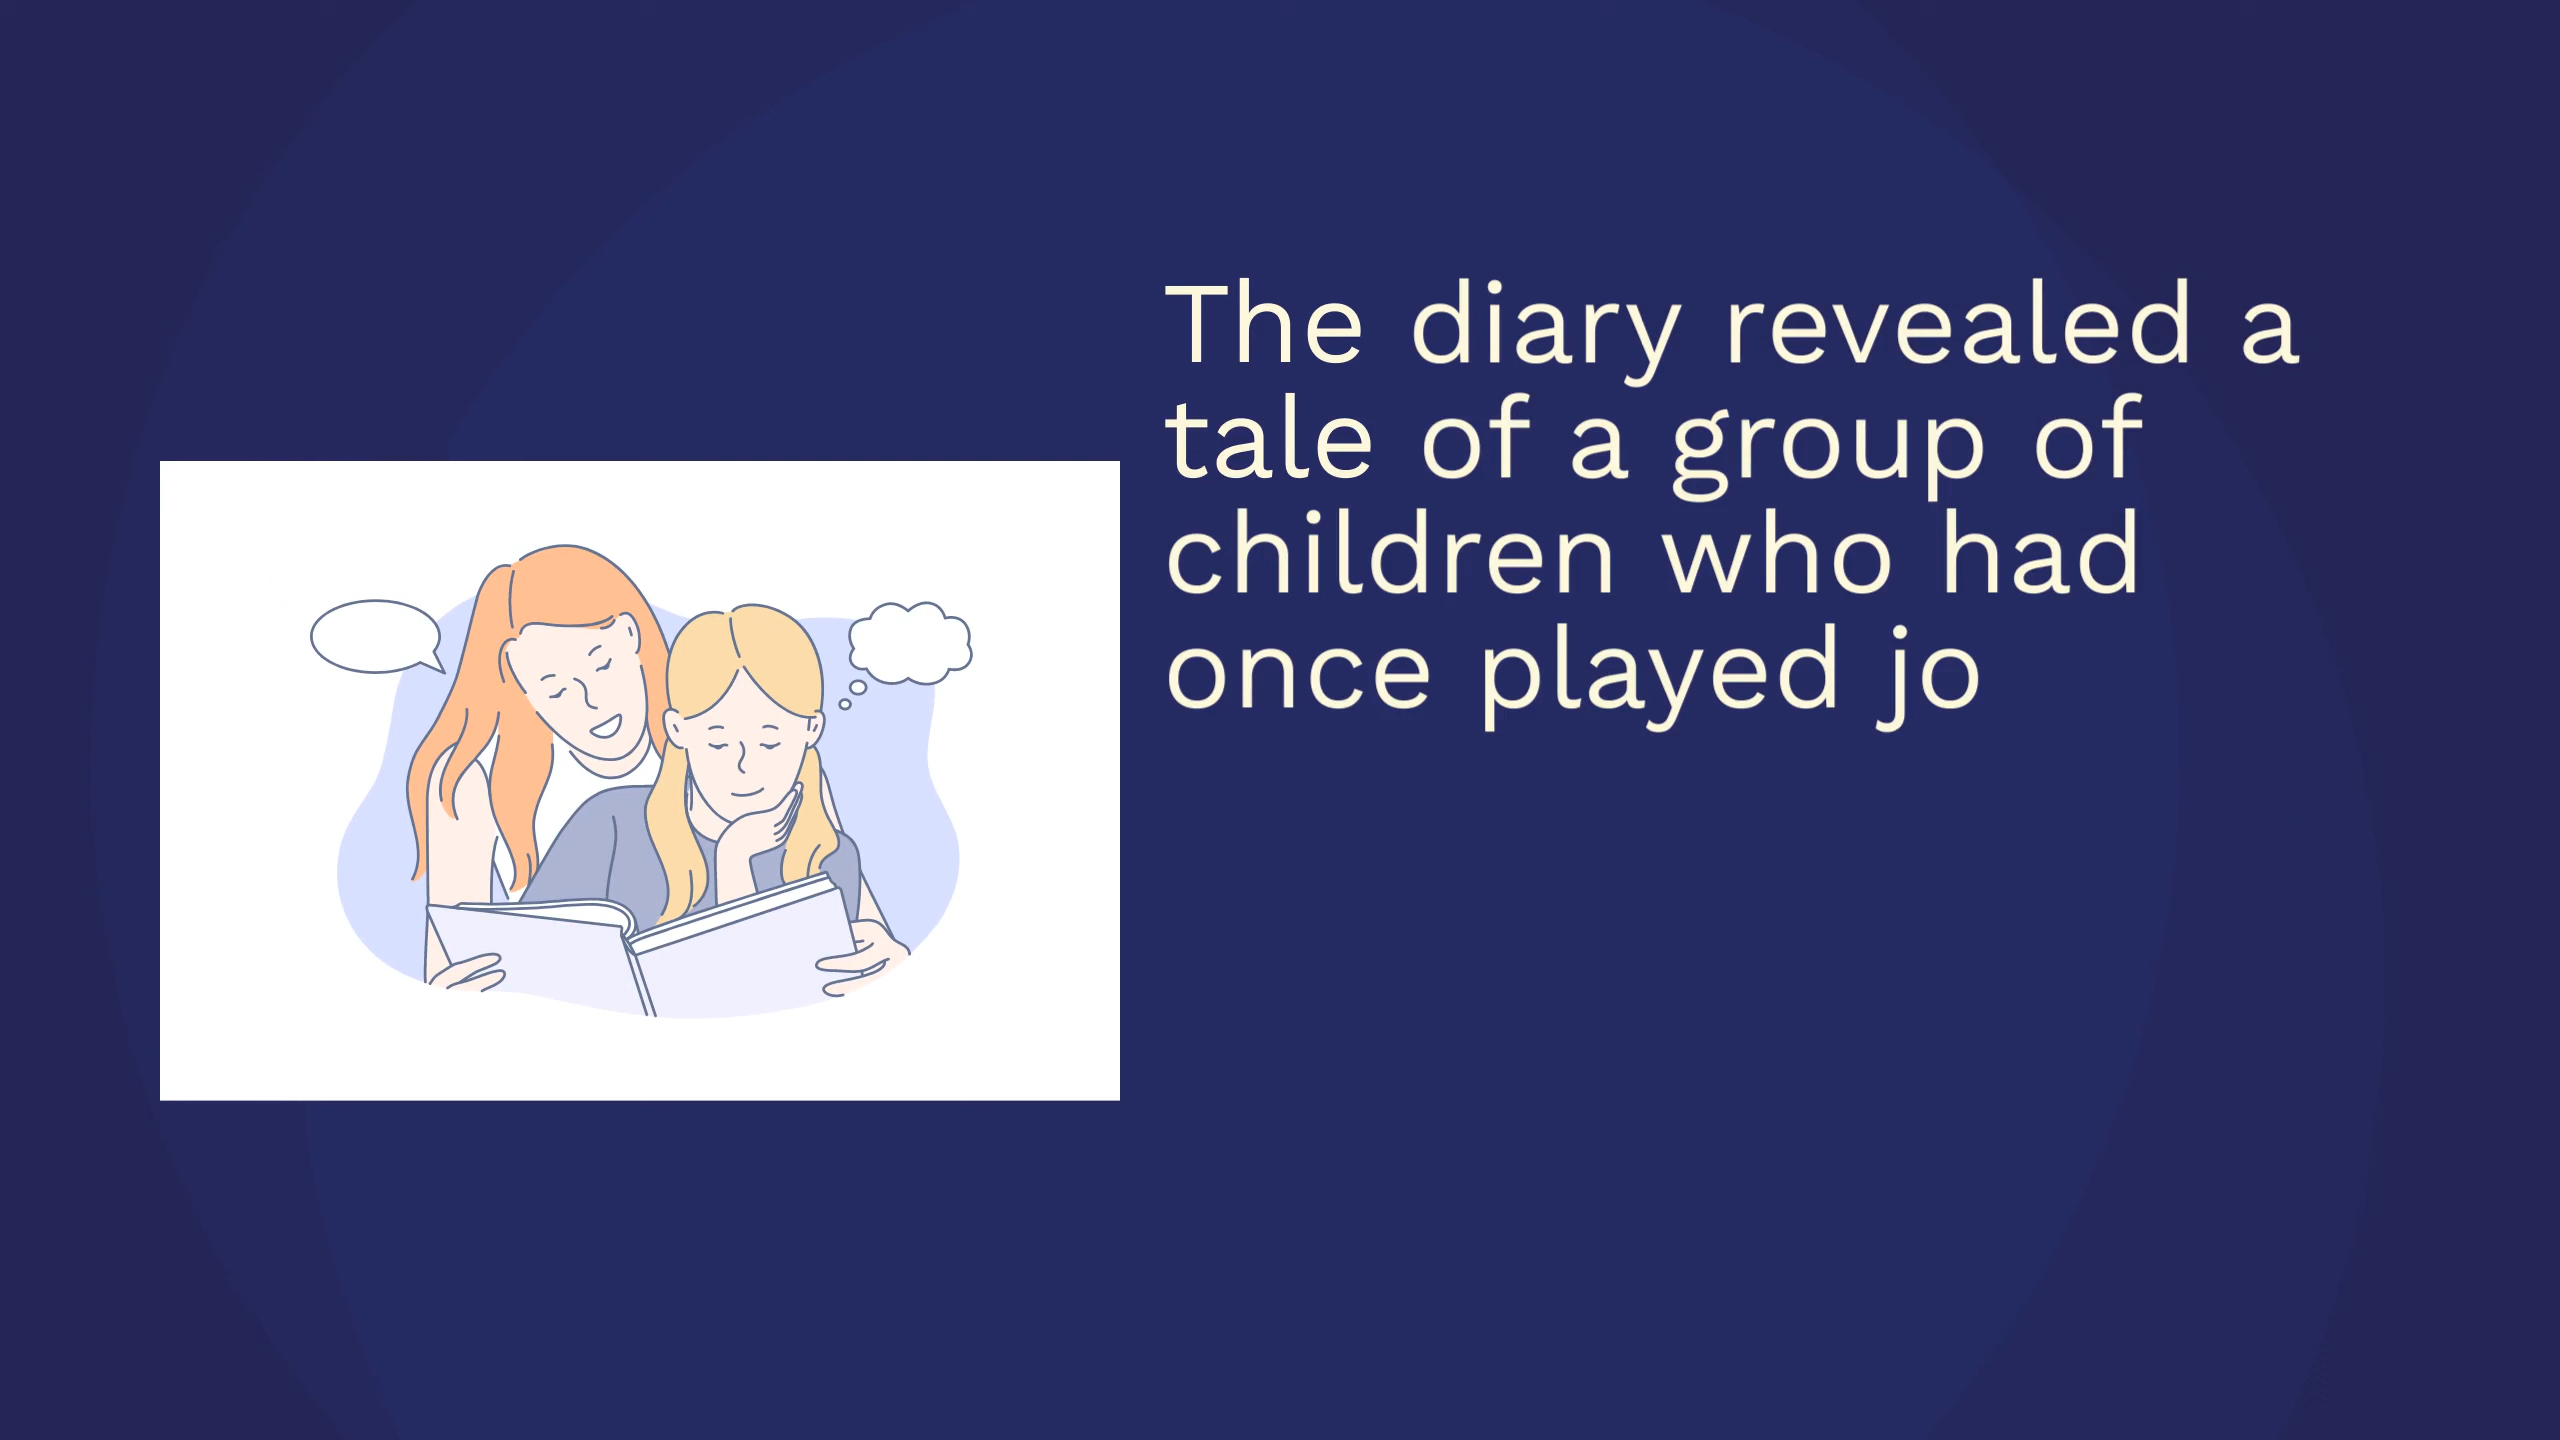 The diary revealed a
tale of a group of
children who had
once played jo